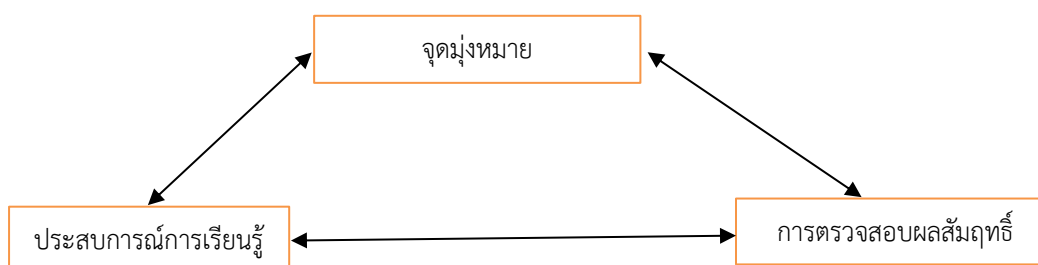 จุดมุ่งหมาย
ประสบการณ์การเรียนรู้
การตรวจสอบผลสัมฤทธิ์